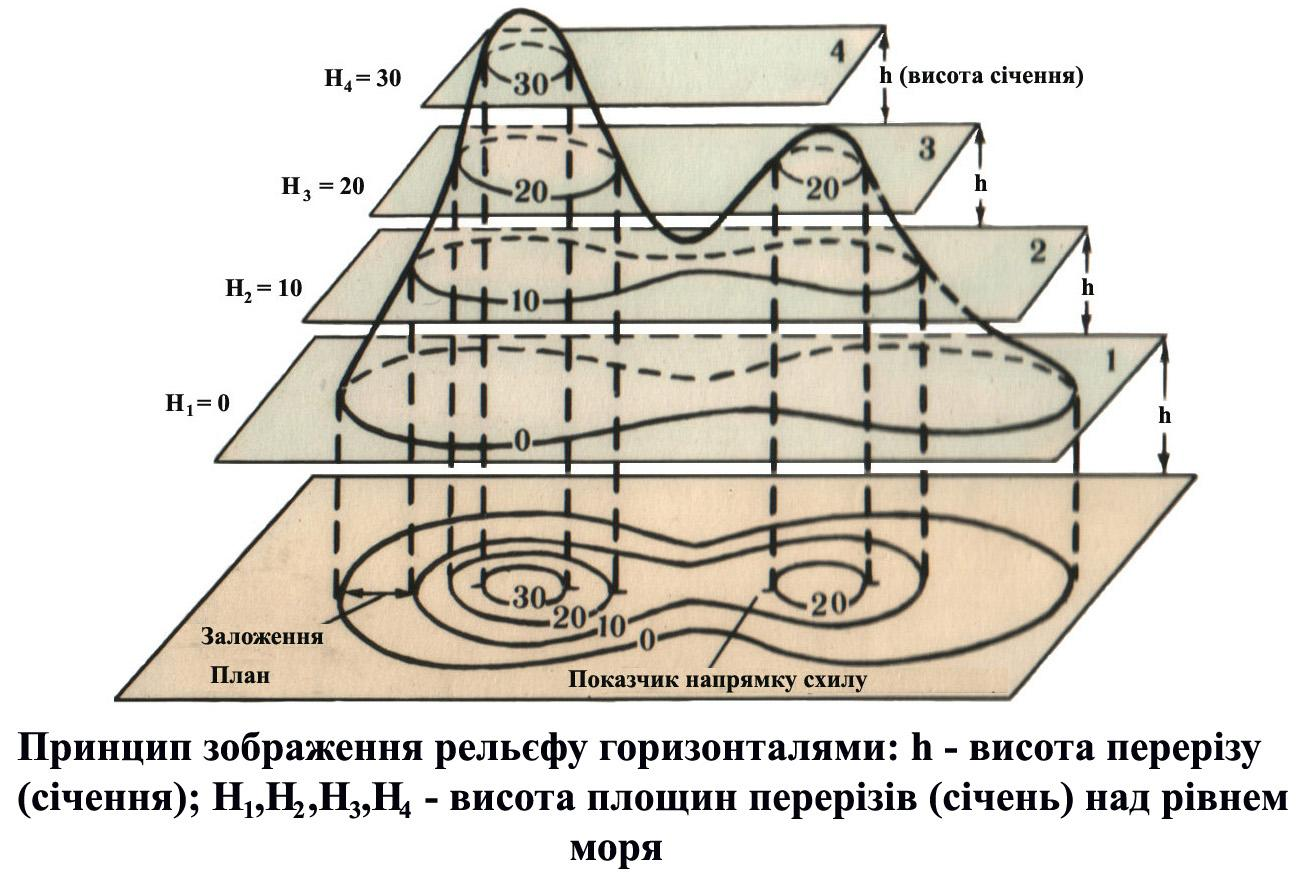 4
H₄ = 30
h (висота січення)
30
3
H₃ = 20
20
20
h
2
H₂ = 10
10
h
1
H₁ = 0
0
h
30
20
10
0
20
Заложення
План
Показчик напрямку схилу
Принцип зображення рельєфу горизонталями: h - висота перерізу
(січення); H₁,H₂,H₃,H₄ - висота площин перерізів (січень) над рівнем
моря